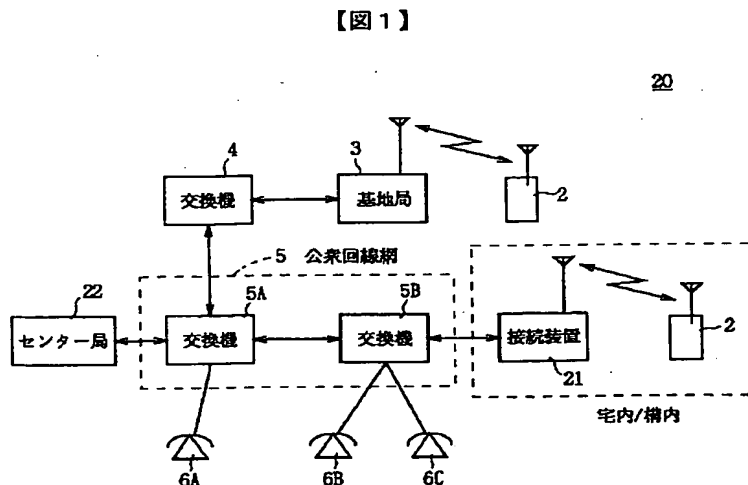 【図1】
20
4
3
交換機
基地局
2
5 公衆回線網
22
5A
5B
センター局
交換機
交換機
接続装置
21
2
宅内/構内
6A
6B
6C